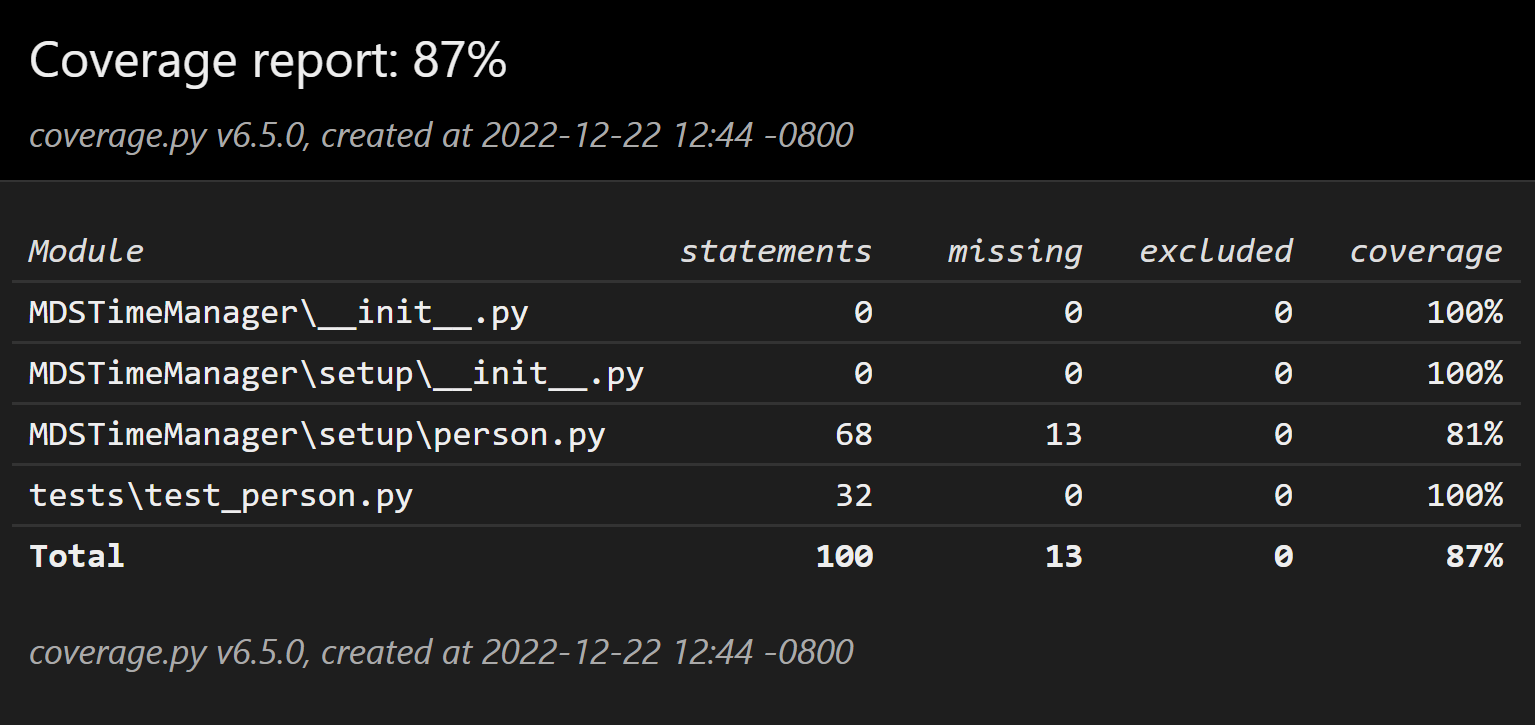 Coverage report: 87%
coverage.py v6.5.0, created at 2022-12-22 12:44 -0800
Module statements missing excluded coverage
MDSTimeManager\__init__.py 0 0 0 100%
MDSTimeManager\setup\__init__.py 0 0 0 100%
MDSTimeManager\setup\person.py 68 13 0 81%
tests\test_person.py 32 0 0 100%
Total 100 13 0 87%
coverage.py v6.5.0, created at 2022-12-22 12:44 -0800